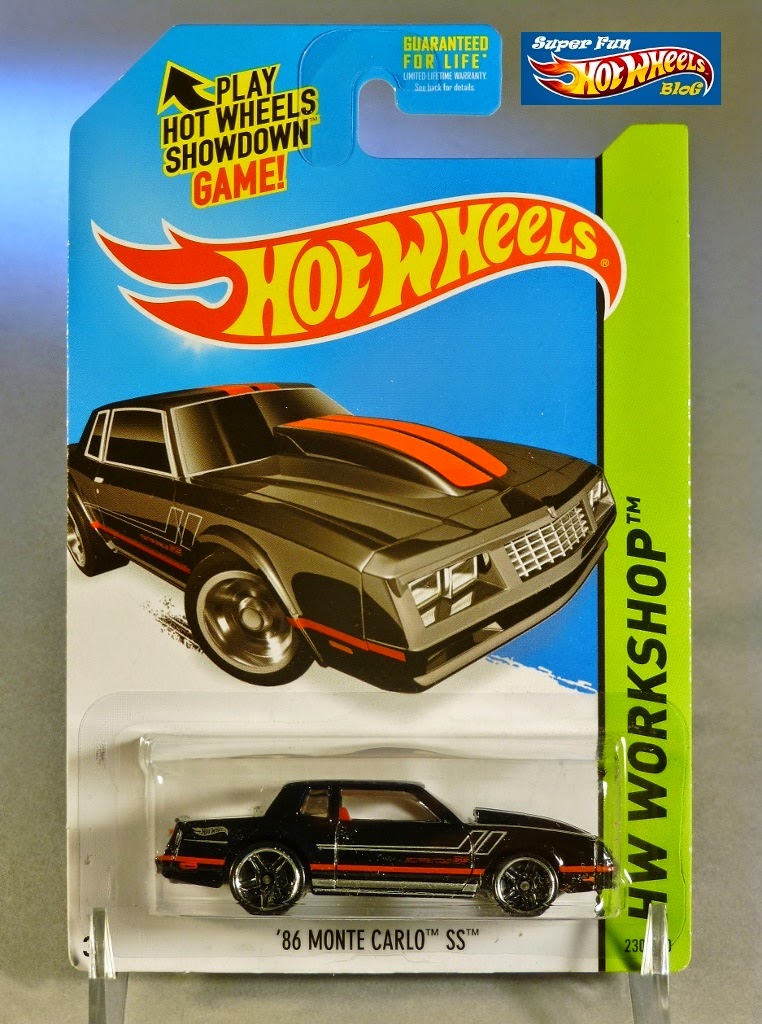 Super Fun
HOT WHEELS
BLOG
GUARANTEED
FOR LIFE*
LIMITED LIFETIME WARRANTY.
See back for details.
PLAY
HOT WHEELS
SHOWDOWN™
GAME!
HOT WHEELS®
HW WORKSHOP™
'86 MONTE CARLO™ SS™